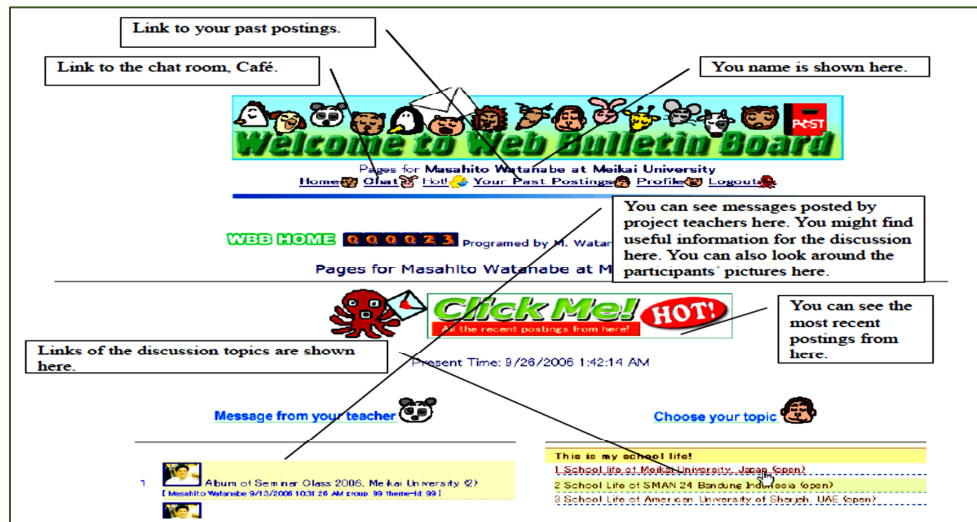 Link to your past postings.
Link to the chat room, Café.
You name is shown here.
POST
Welcome to Web Bulletin Board
Pages for Masahito Watanabe at Meikai University
Home Chat Hot! Your Past Postings Profile Logout
You can see messages posted by
project teachers here. You might find
useful information for the discussion
here. You can also look around the
participants' pictures here.
WBB HOME 000023 Programed by M. Watan
Pages for Masahito Watanabe at M
Click Me! HOT!
All the recent postings from here!
You can see the
most recent
postings from
here.
Links of the discussion topics are shown
here.
Present Time: 9/26/2006 1:42:14 AM
Message from your teacher
Choose your topic
This is my school life!
1 School life of Meikai University, Japan (open)
2 School Life of SMAN 24 Bandung Indonesia (open)
3 School Life of American University of Sharjah, UAE (open)
1. Album of Seminar Class 2006, Meikai University (2)
[ Masahito Watanabe 9/13/2006 10:31:26 AM group :99 theme-id :99 ]